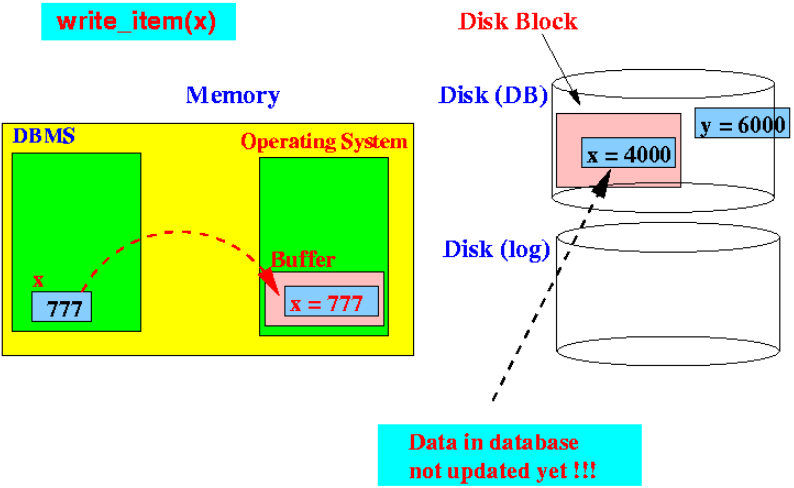 write_item(x)
Disk Block
Memory
Disk (DB)
DBMS
Operating System
y = 6000
x = 4000
Disk (log)
Buffer
x
777
x = 777
Data in database
not updated yet !!!